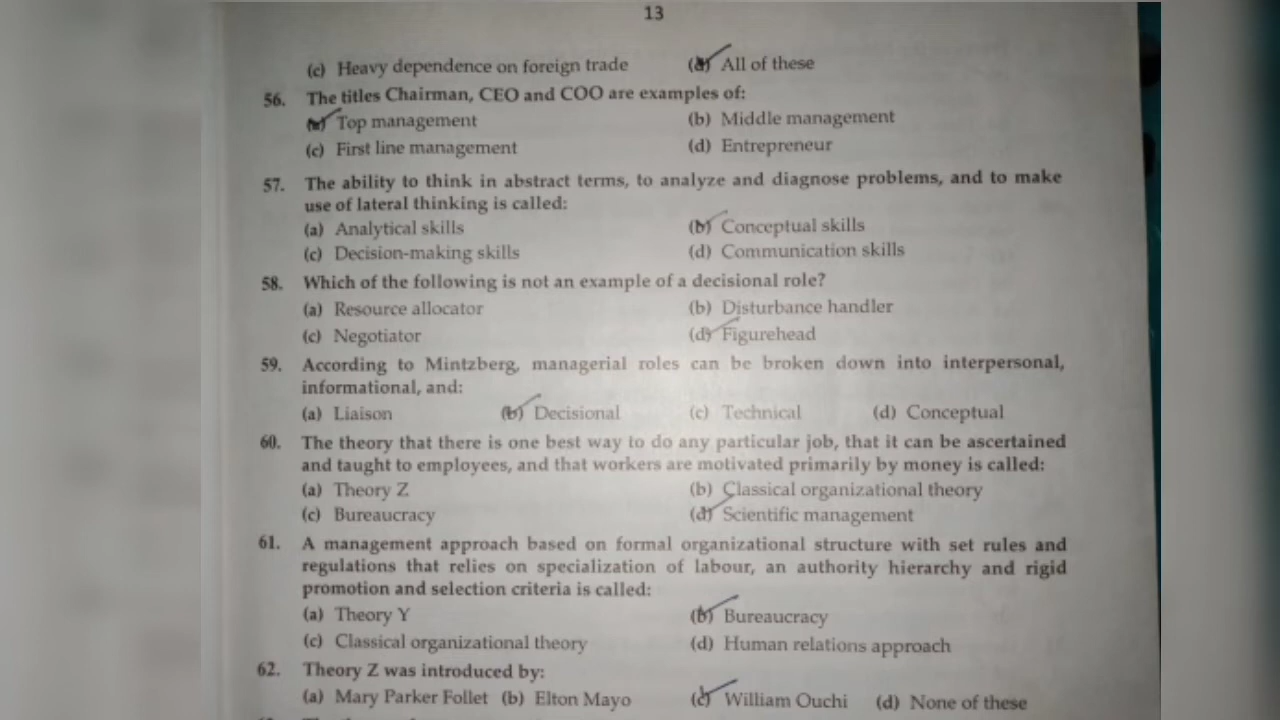 13
(c) Heavy dependence on foreign trade (d) All of these
56. The titles Chairman, CEO and COO are examples of:
(a) Top management (b) Middle management
(c) First line management (d) Entrepreneur
57. The ability to think in abstract terms, to analyze and diagnose problems, and to make
use of lateral thinking is called:
(a) Analytical skills (b) Conceptual skills
(c) Decision-making skills (d) Communication skills
58. Which of the following is not an example of a decisional role?
(a) Resource allocator (b) Disturbance handler
(c) Negotiator (d) Figurehead
59. According to Mintzberg, managerial roles can be broken down into interpersonal,
informational, and:
(a) Liaison (b) Decisional (c) Technical (d) Conceptual
60. The theory that there is one best way to do any particular job, that it can be ascertained
and taught to employees, and that workers are motivated primarily by money is called:
(a) Theory Z (b) Classical organizational theory
(c) Bureaucracy (d) Scientific management
61. A management approach based on formal organizational structure with set rules and
regulations that relies on specialization of labour, an authority hierarchy and rigid
promotion and selection criteria is called:
(a) Theory Y (b) Bureaucracy
(c) Classical organizational theory (d) Human relations approach
62. Theory Z was introduced by:
(a) Mary Parker Follet (b) Elton Mayo (c) William Ouchi (d) None of these